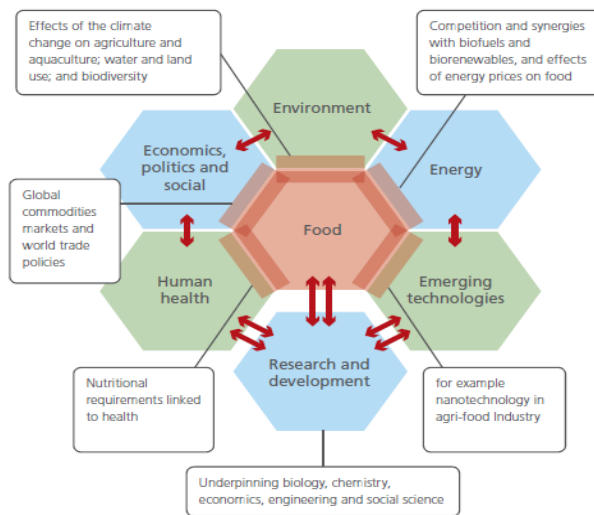 Effects of the climate
change on agriculture and
aquaculture; water and land
use; and biodiversity
Competition and synergies
with biofuels and
biorenewables, and effects
of energy prices on food
Environment
Economics,
politics and
social
Energy
Global
commodities
markets and
world trade
policies
Food
Human
health
Emerging
technologies
Research and
development
Nutritional
requirements linked
to health
for example
nanotechnology in
agri-food Industry
Underpinning biology, chemistry,
economics, engineering and social science